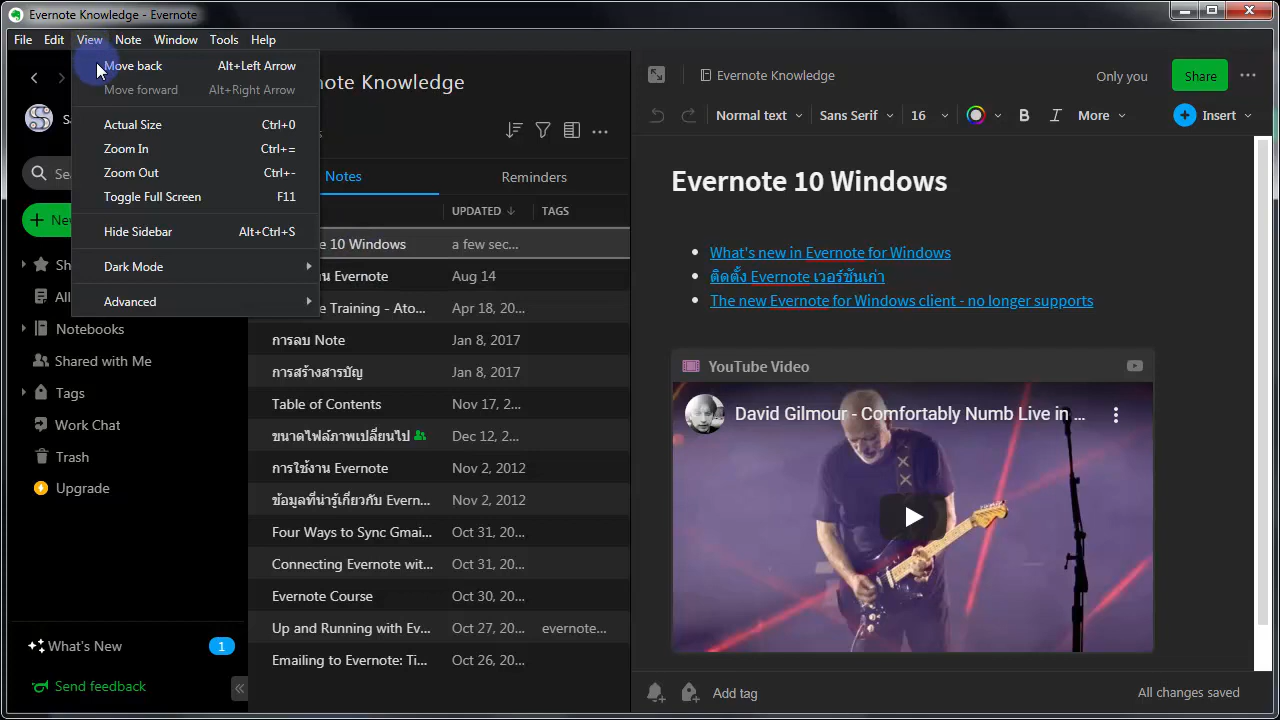 Evernote Knowledge - Evernote
File Edit View Note Window Tools Help
Move back Alt+Left Arrow
Move forward Alt+Right Arrow
Actual Size Ctrl+0
Zoom In Ctrl+=
Zoom Out Ctrl+-
Toggle Full Screen F11
Hide Sidebar Alt+Ctrl+S
Dark Mode
Advanced
Notebooks
Shared with Me
Tags
Work Chat
Trash
Upgrade
What's New 1
Send feedback
Knowledge
Notes Reminders
UPDATED TAGS
10 Windows a few sec...
Evernote Aug 14
Training - Ato... Apr 18, 20...
การลบ Note Jan 8, 2017
การสร้างสารบัญ Jan 8, 2017
Table of Contents Nov 17, 2...
ขนาดไฟล์ภาพเปลี่ยนไป Dec 12, 2...
การใช้งาน Evernote Nov 2, 2012
ข้อมูลที่น่ารู้เกี่ยวกับ Evern... Nov 2, 2012
Four Ways to Sync Gmai... Oct 31, 20...
Connecting Evernote wit... Oct 31, 20...
Evernote Course Oct 30, 20...
Up and Running with Ev... Oct 27, 20... evernote...
Emailing to Evernote: Ti... Oct 26, 20...
Evernote Knowledge Only you Share
Normal text Sans Serif 16 B I More Insert
Evernote 10 Windows
What's new in Evernote for Windows
ติดตั้ง Evernote เวอร์ชันเก่า
The new Evernote for Windows client - no longer supports
YouTube Video
David Gilmour - Comfortably Numb Live in ...
Add tag All changes saved